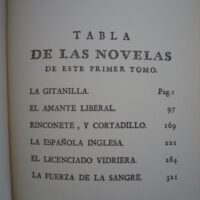 TABLA
DE LAS NOVELAS
DE ESTE PRIMER TOMO.
LA GITANILLA. Pag. 1
EL AMANTE LIBERAL. 97
RINCONETE, Y CORTADILLO. 169
LA ESPAÑOLA INGLESA. 222
EL LICENCIADO VIDRIERA. 284
LA FUERZA DE LA SANGRE. 321